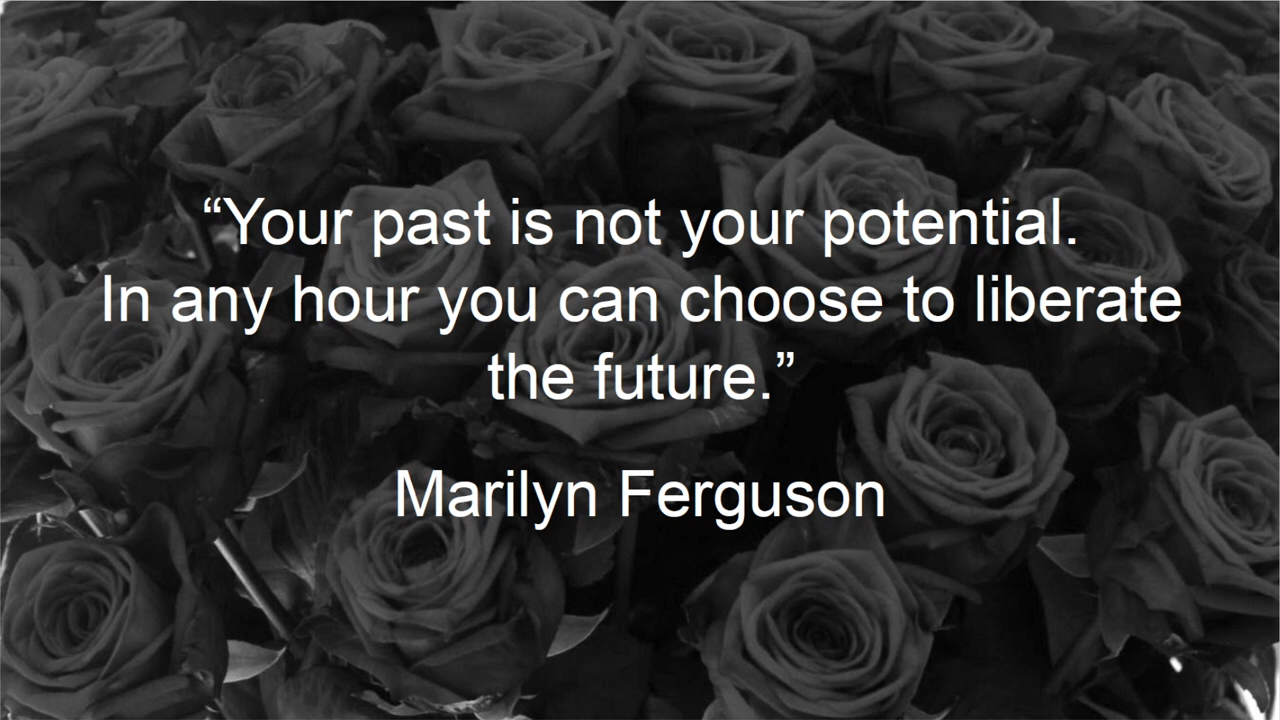 “Your past is not your potential.
In any hour you can choose to liberate
the future.”
Marilyn Ferguson